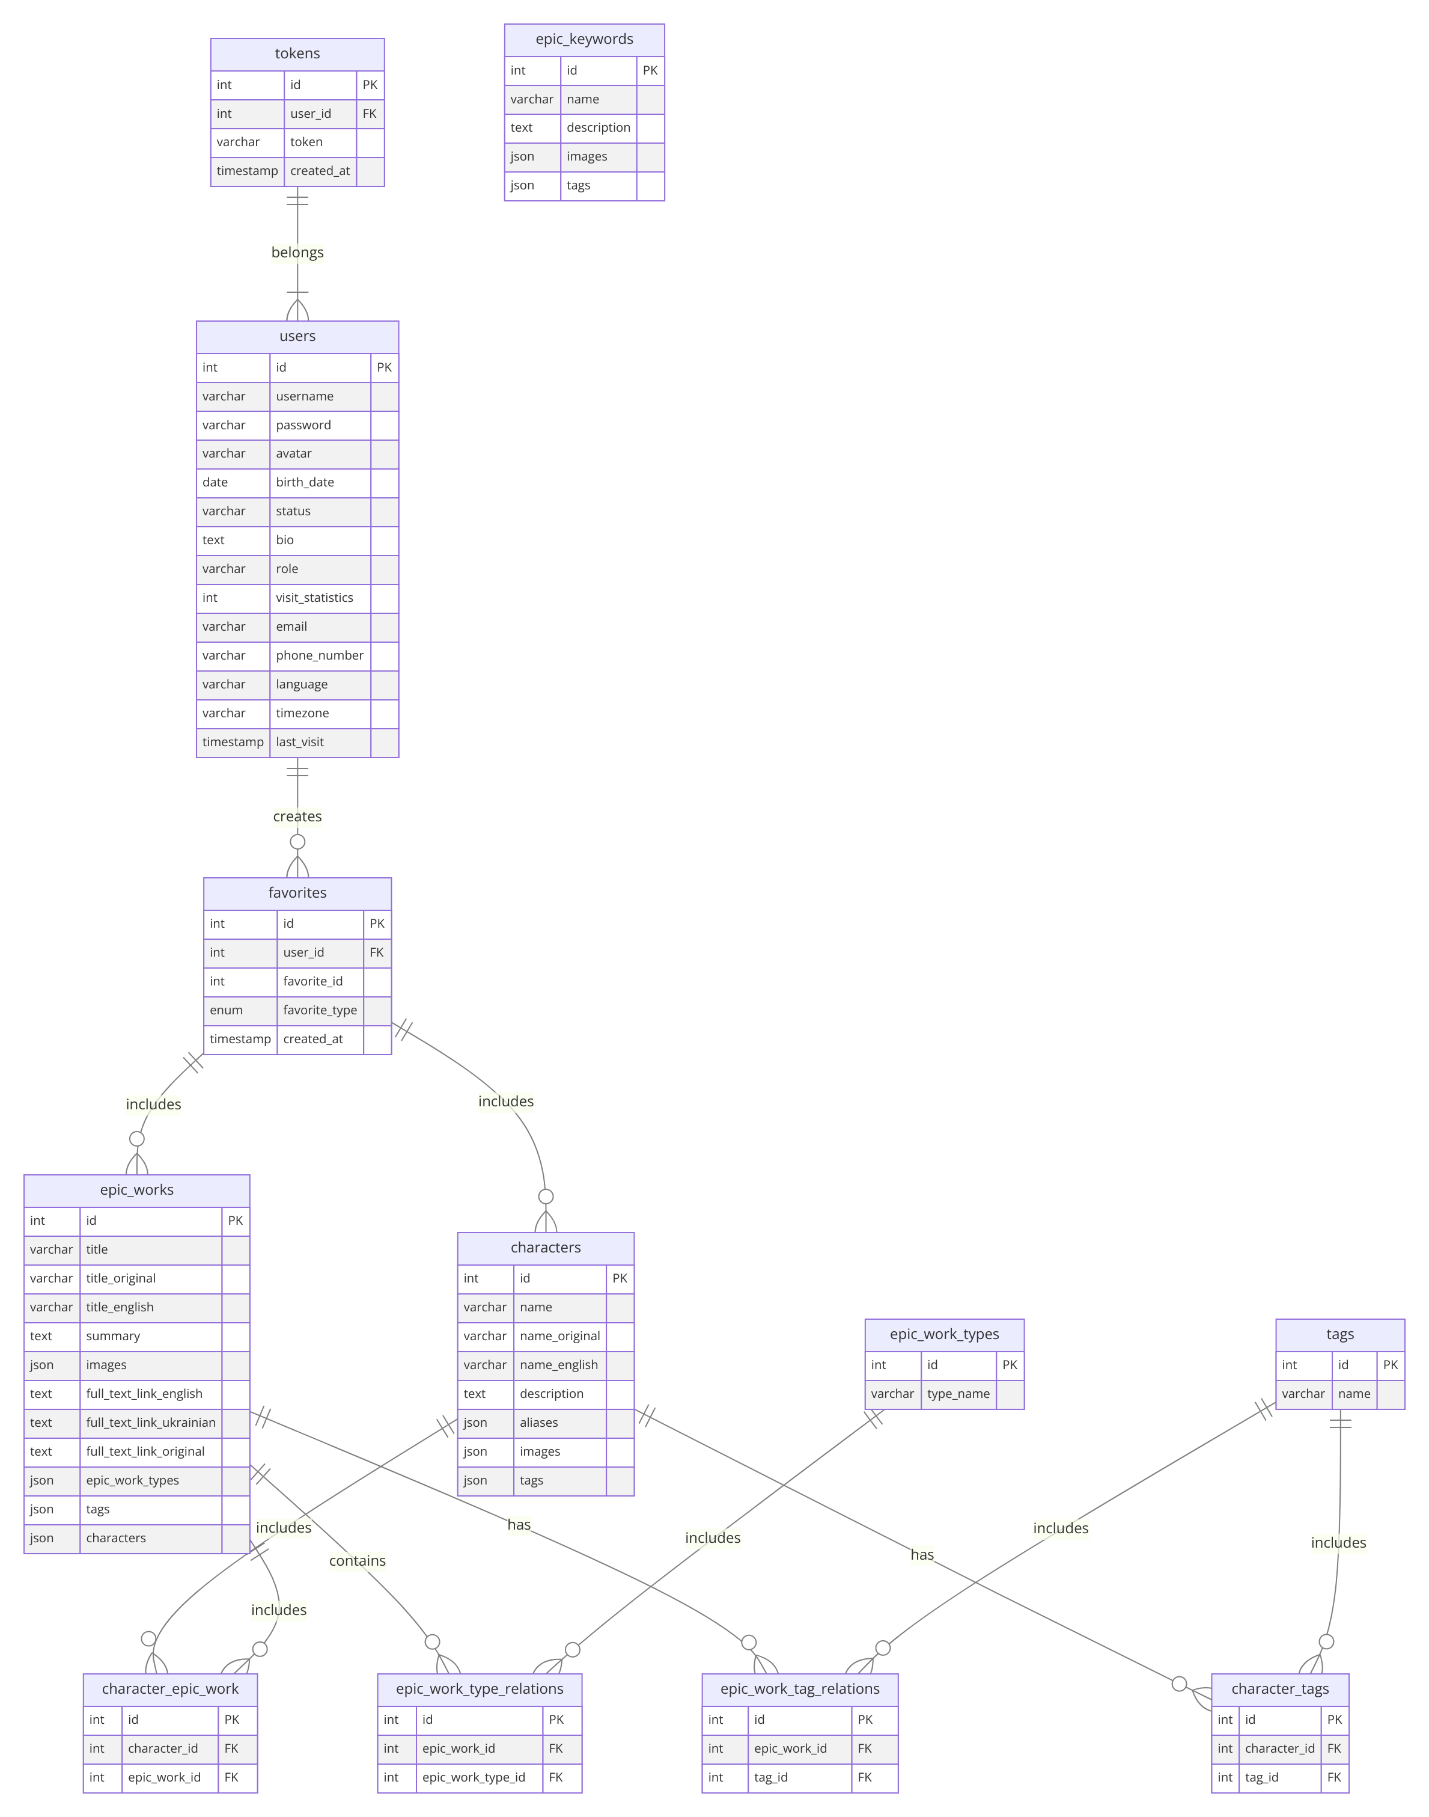 tokens
int id PK
int user_id FK
varchar token
timestamp created_at
epic_keywords
int id PK
varchar name
text description
json images
json tags
belongs
users
int id PK
varchar username
varchar password
varchar avatar
date birth_date
varchar status
text bio
varchar role
int visit_statistics
varchar email
varchar phone_number
varchar language
varchar timezone
timestamp last_visit
creates
favorites
int id PK
int user_id FK
int favorite_id
enum favorite_type
timestamp created_at
includes
includes
epic_works
int id PK
varchar title
varchar title_original
varchar title_english
text summary
json images
text full_text_link_english
text full_text_link_ukrainian
text full_text_link_original
json epic_work_types
json tags
json characters
characters
int id PK
varchar name
varchar name_original
varchar name_english
text description
json aliases
json images
json tags
epic_work_types
int id PK
varchar type_name
tags
int id PK
varchar name
includes
has
includes
includes
includes
has
contains
includes
character_epic_work
int id PK
int character_id FK
int epic_work_id FK
epic_work_type_relations
int id PK
int epic_work_id FK
int epic_work_type_id FK
epic_work_tag_relations
int id PK
int epic_work_id FK
int tag_id FK
character_tags
int id PK
int character_id FK
int tag_id FK